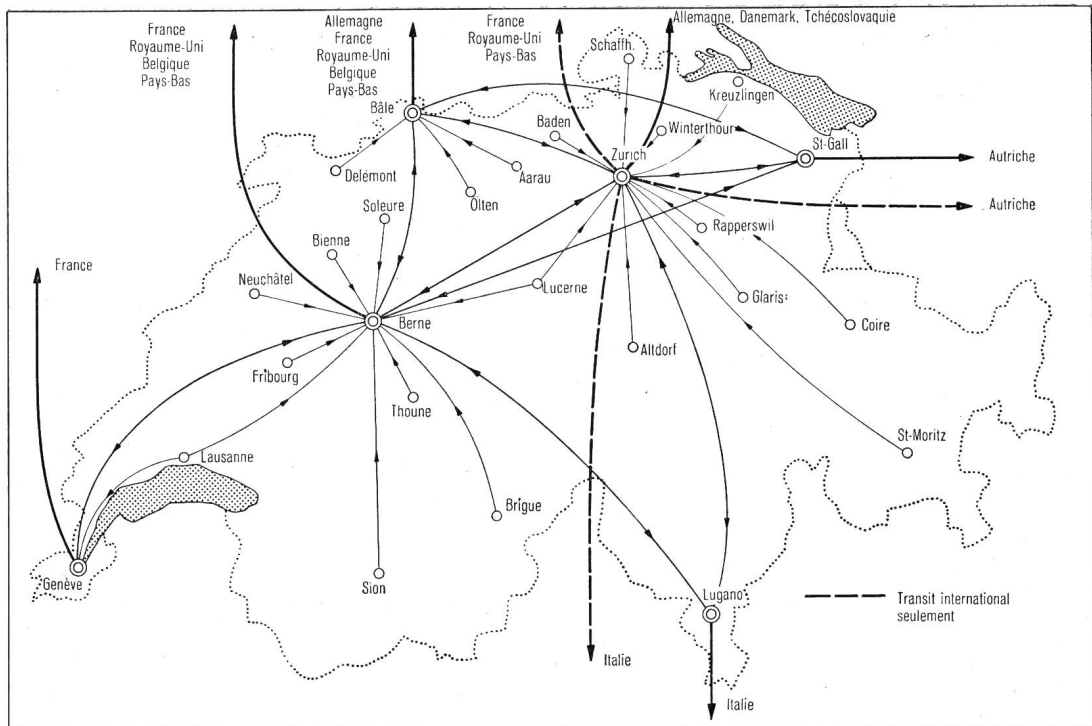 France
Royaume-Uni
Belgique
Pays-Bas
Allemagne
France
Royaume-Uni
Belgique
Pays-Bas
France
Royaume-Uni
Pays-Bas
Allemagne, Danemark, Tchécoslovaquie
Schaffh.
Kreuzlingen
Bâle
Baden
Winterthour
Zurich
St-Gall
Autriche
Delémont
Aarau
Olten
Autriche
Soleure
Rapperswil
Bienne
France
Neuchâtel
Lucerne
Glaris
Berne
Coire
Altdorf
Fribourg
Thoune
St-Moritz
Lausanne
Brigue
Genève
Sion
Lugano
Transit international
seulement
Italie
Italie